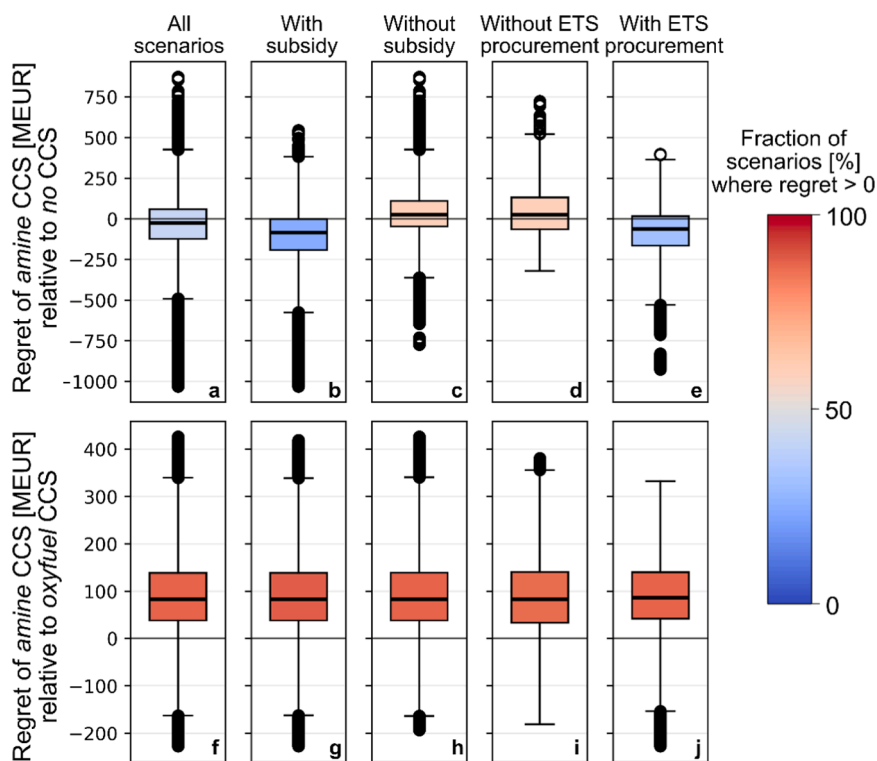 All
scenarios
With
subsidy
Without
subsidy
Without ETS
procurement
With ETS
procurement
Regret of amine CCS [MEUR]
relative to no CCS
750
500
250
0
-250
-500
-750
-1000
a
b
c
d
e
Fraction of
scenarios [%]
where regret > 0
100
50
0
Regret of amine CCS [MEUR]
relative to oxyfuel CCS
400
300
200
100
0
−100
−200
f
g
h
i
j